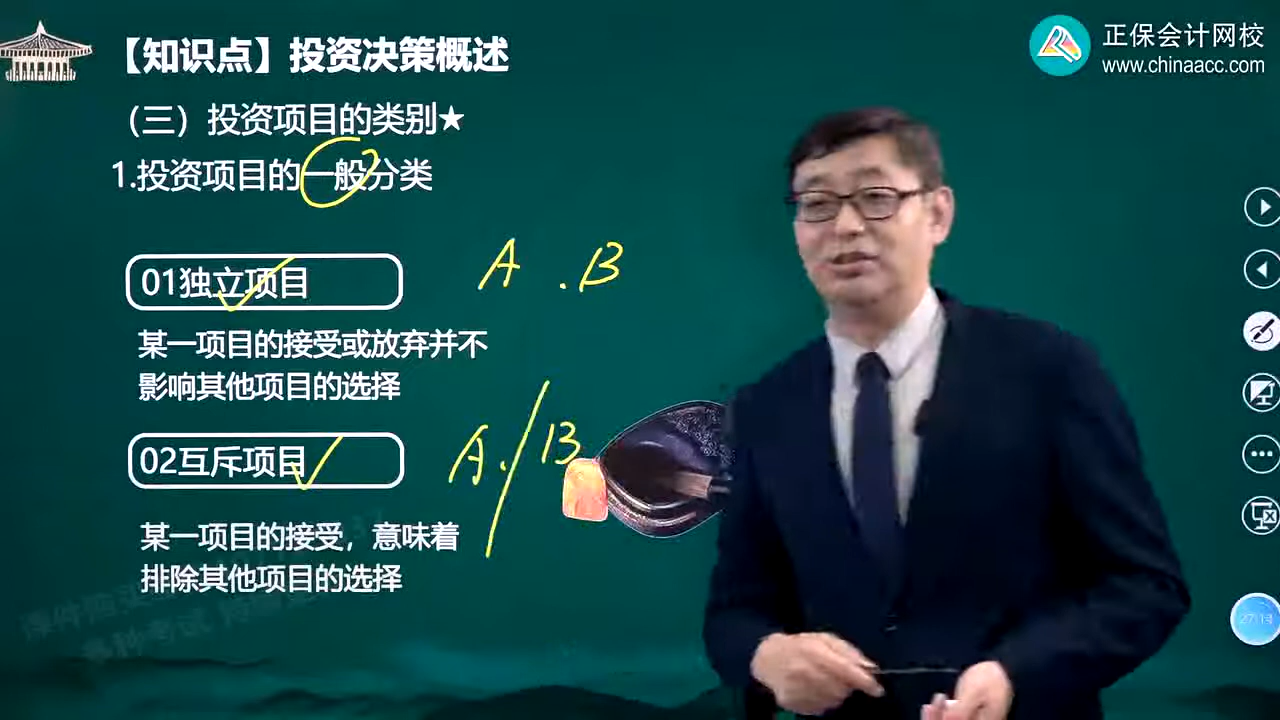 【知识点】投资决策概述
正保会计网校
www.chinaacc.com
（三）投资项目的类别★
1.投资项目的一般分类
01独立项目
A . B
某一项目的接受或放弃并不
影响其他项目的选择
02互斥项目
A. / B
某一项目的接受，意味着
排除其他项目的选择